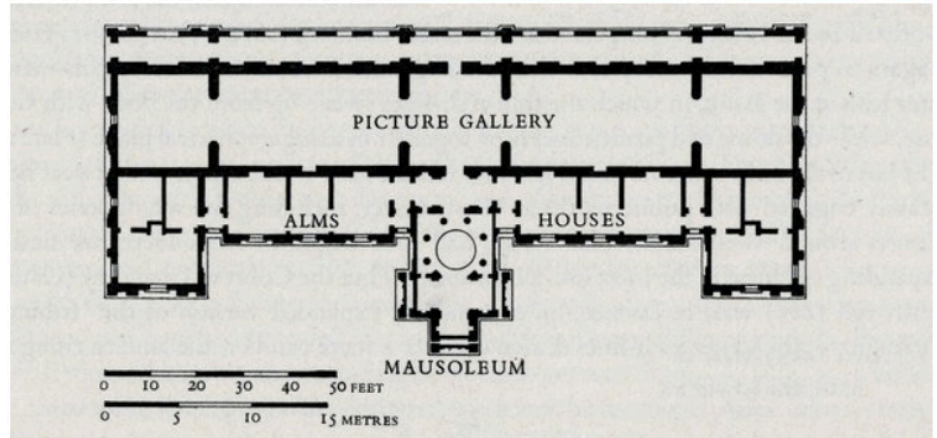 PICTURE GALLERY
ALMS HOUSES
MAUSOLEUM
0 10 20 30 40 50 FEET
0 5 10 15 METRES